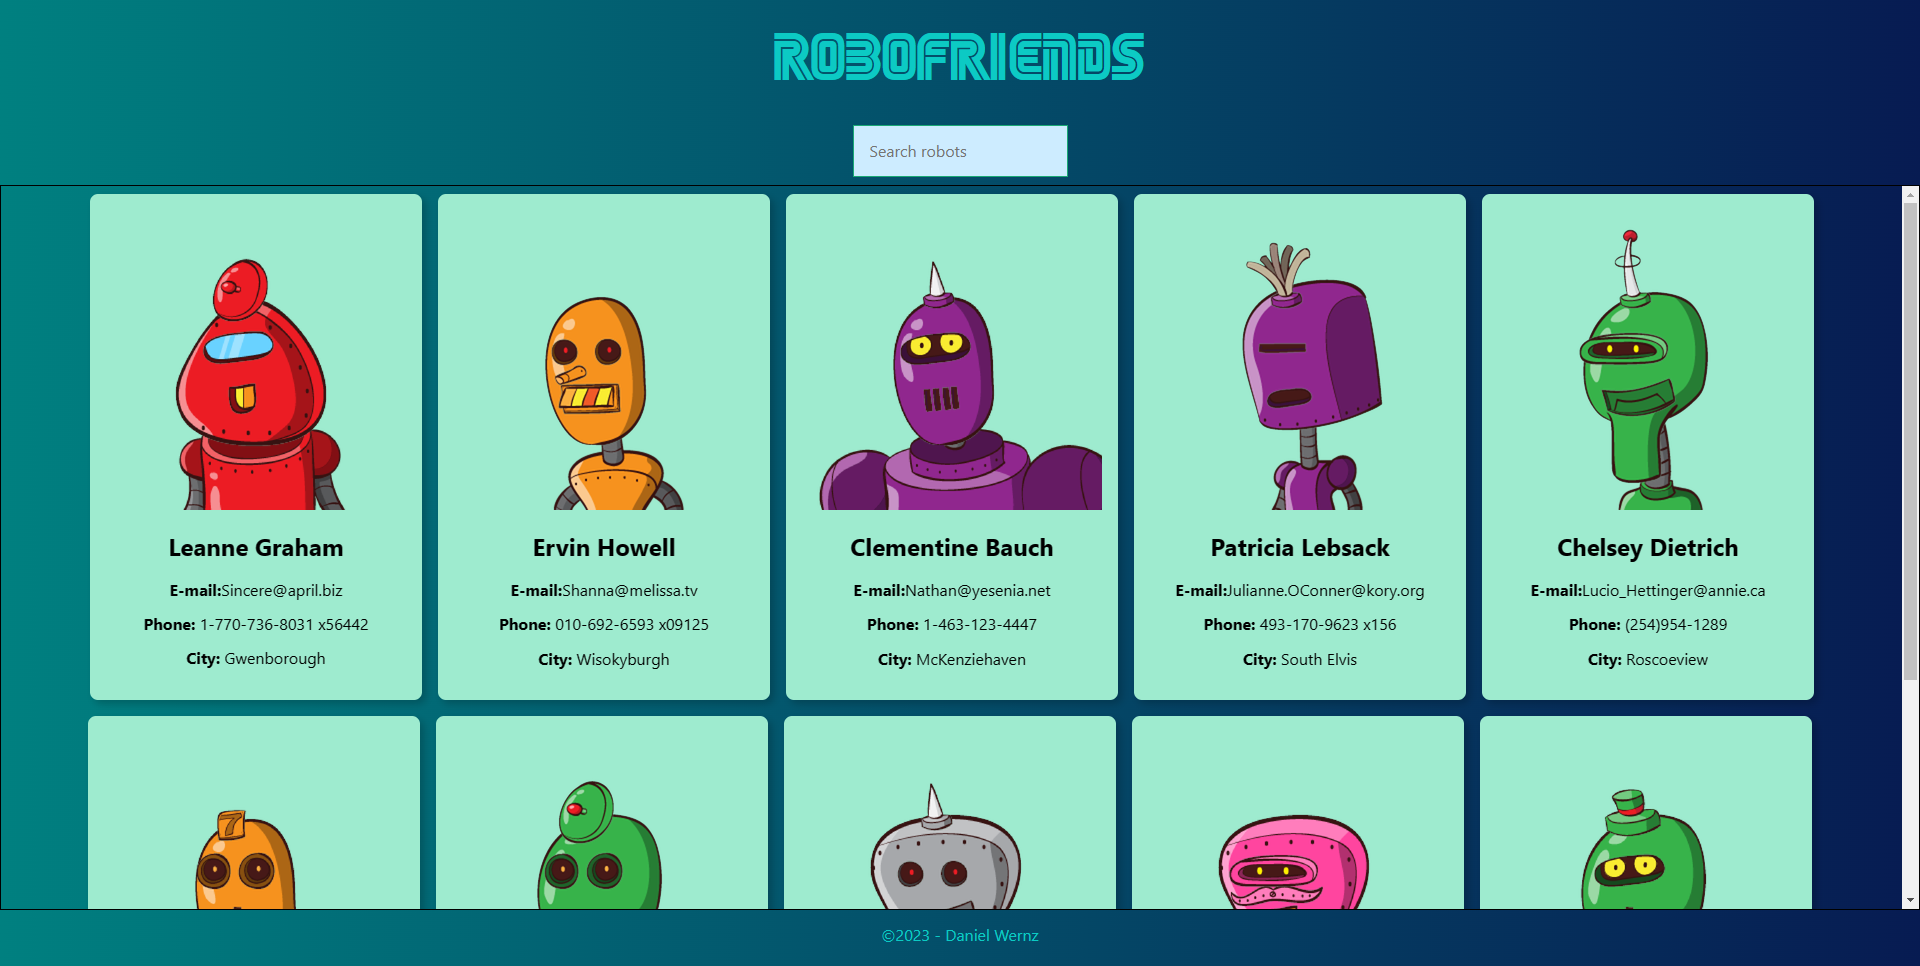 ROBOFRIENDS
Search robots
Leanne Graham
E-mail:Sincere@april.biz
Phone: 1-770-736-8031 x56442
City: Gwenborough
Ervin Howell
E-mail:Shanna@melissa.tv
Phone: 010-692-6593 x09125
City: Wisokyburgh
Clementine Bauch
E-mail:Nathan@yesenia.net
Phone: 1-463-123-4447
City: McKenziehaven
Patricia Lebsack
E-mail:Julianne.OConner@kory.org
Phone: 493-170-9623 x156
City: South Elvis
Chelsey Dietrich
E-mail:Lucio_Hettinger@annie.ca
Phone: (254)954-1289
City: Roscoeview
7
©2023 - Daniel Wernz